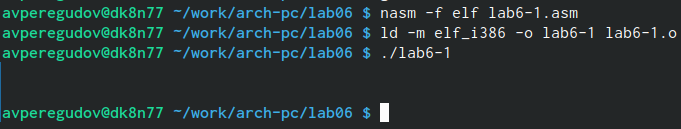 avperegudov@dk8n77 ~/work/arch-pc/lab06 $ nasm -f elf lab6-1.asm
avperegudov@dk8n77 ~/work/arch-pc/lab06 $ ld -m elf_i386 -o lab6-1 lab6-1.o
avperegudov@dk8n77 ~/work/arch-pc/lab06 $ ./lab6-1
avperegudov@dk8n77 ~/work/arch-pc/lab06 $